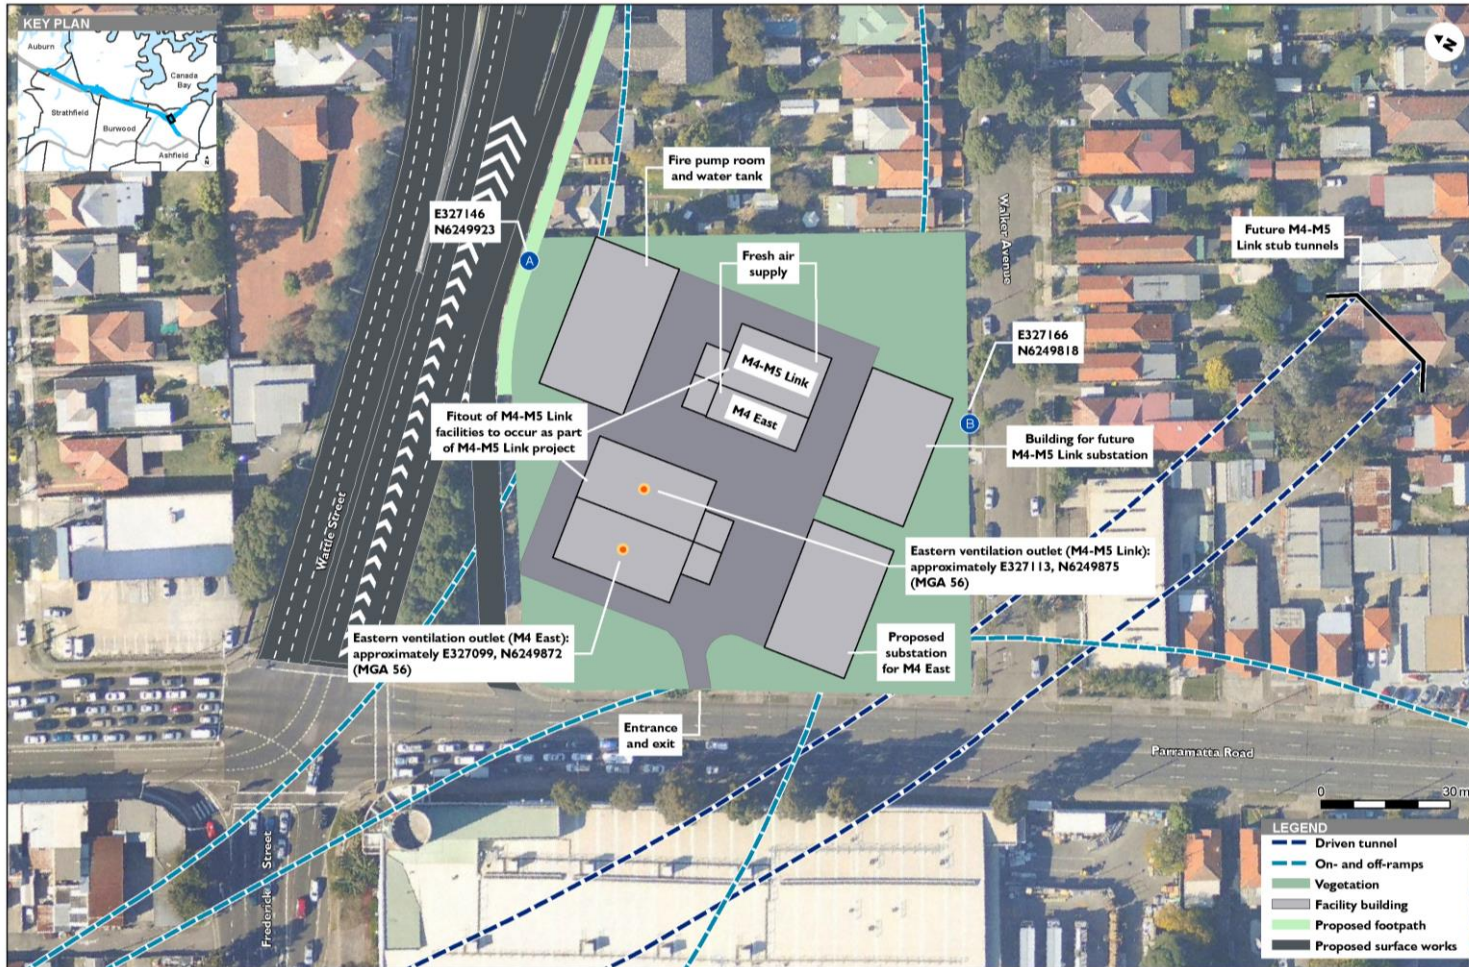 KEY PLAN
Auburn
Canada
Bay
Strathfield
Burwood
Ashfield
N
N
Fire pump room
and water tank
E327146
N6249923
A
Fresh air
supply
Walker Avenue
Future M4-M5
Link stub tunnels
E327166
N6249818
B
M4-M5 Link
M4 East
Fitout of M4-M5 Link
facilities to occur as part
of M4-M5 Link project
Building for future
M4-M5 Link substation
Wattle Street
Eastern ventilation outlet (M4-M5 Link):
approximately E327113, N6249875
(MGA 56)
Eastern ventilation outlet (M4 East):
approximately E327099, N6249872
(MGA 56)
Proposed
substation
for M4 East
Entrance
and exit
Parramatta Road
Frederick Street
0 30 m
LEGEND
Driven tunnel
On- and off-ramps
Vegetation
Facility building
Proposed footpath
Proposed surface works